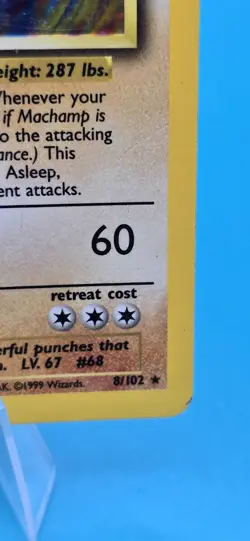 eight: 287 lbs.
Whenever your
if Machamp is
o the attacking
ance.) This
Asleep,
ent attacks.
60
retreat cost
erful punches that
n. LV. 67 #68
AK. ©1999 Wizards. 8/102 ★